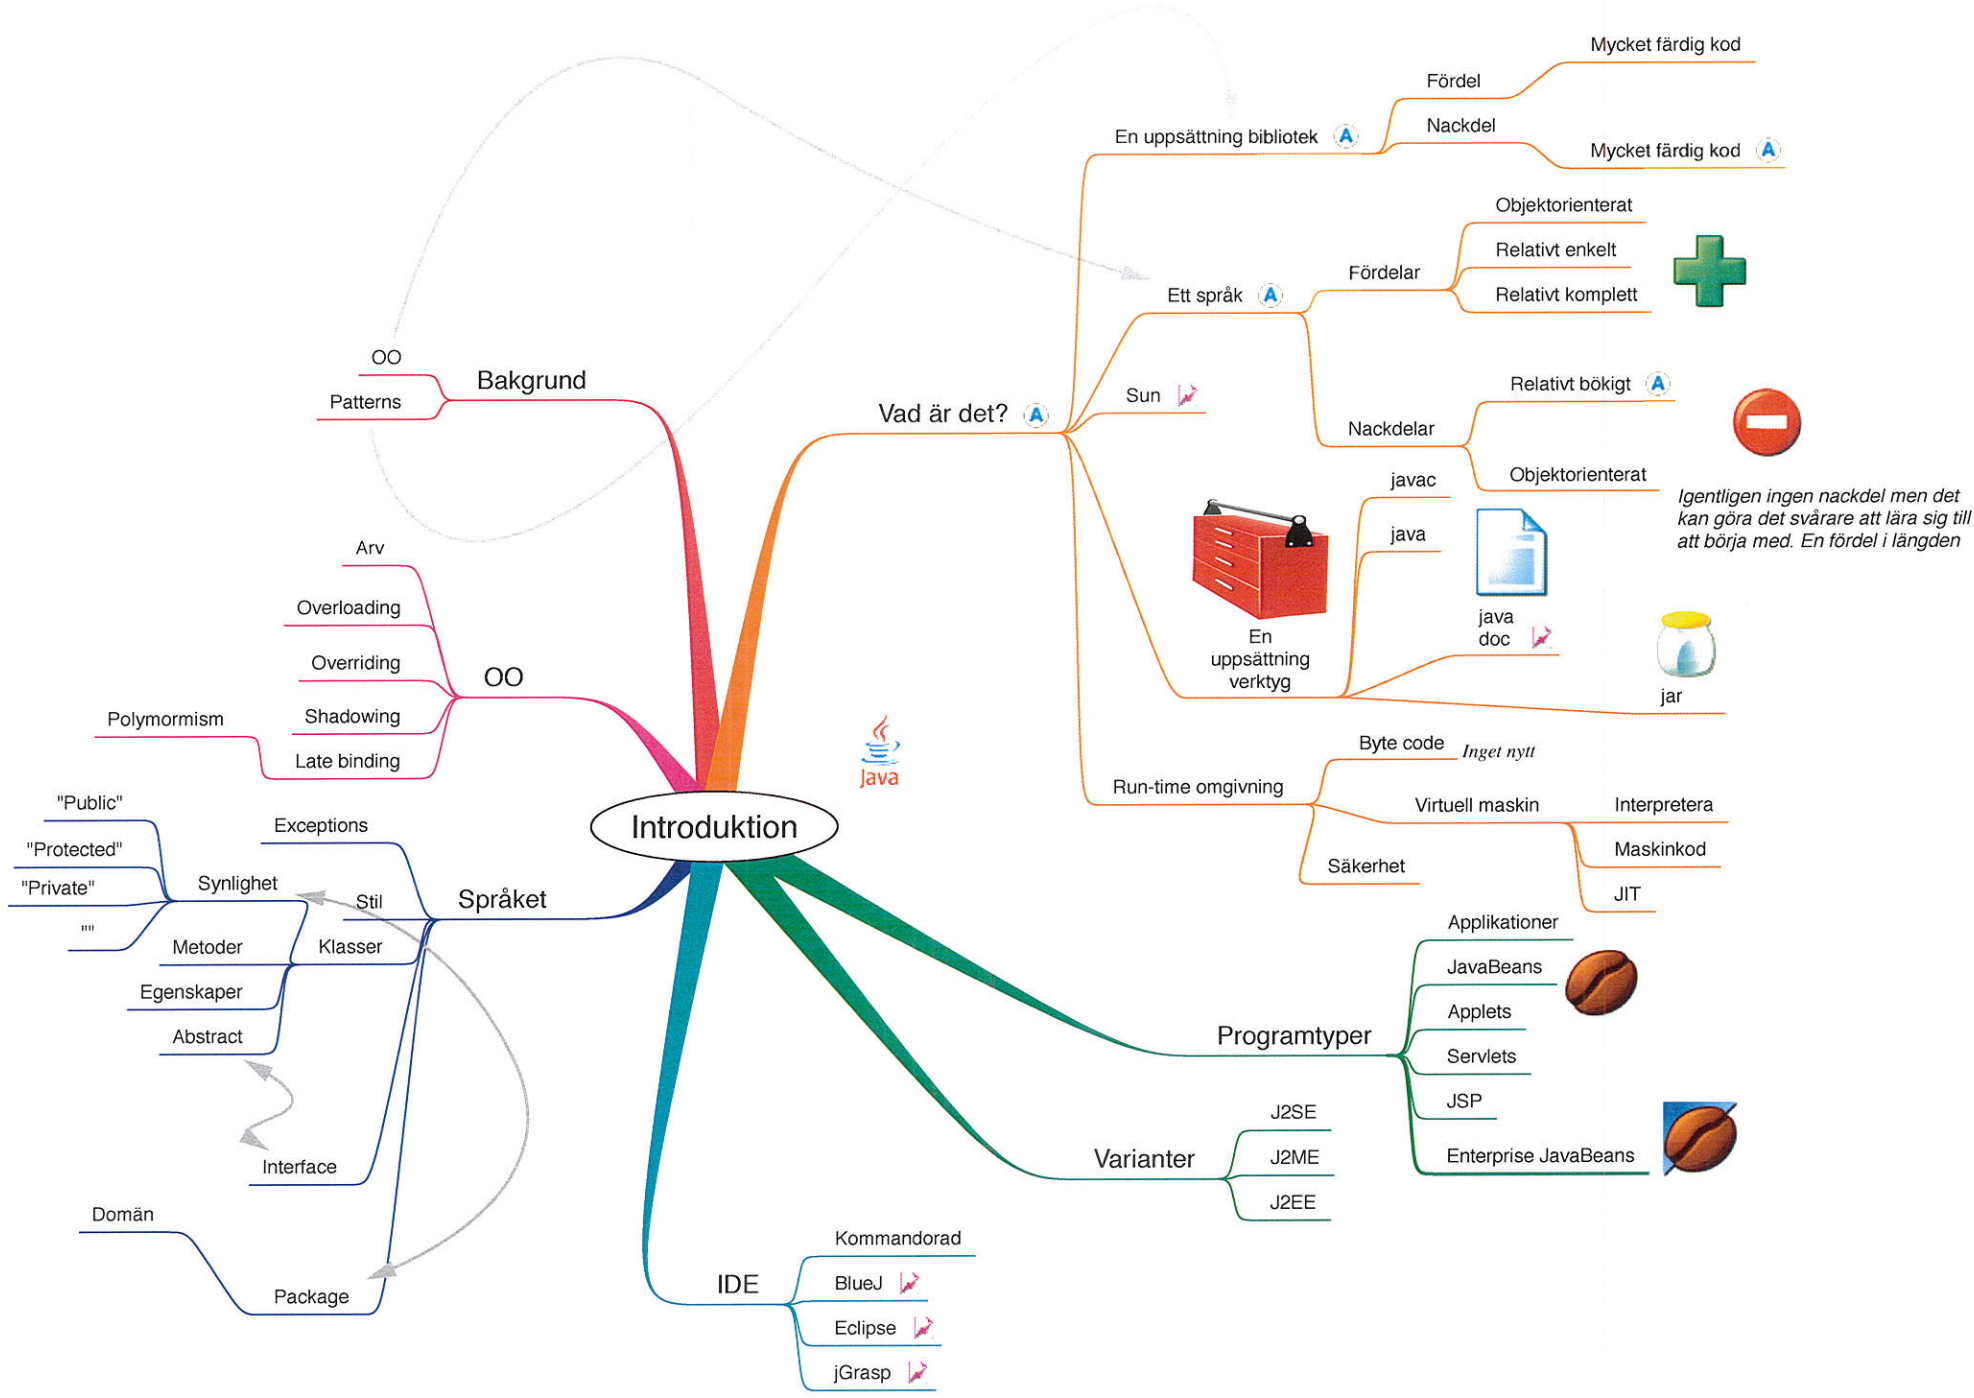 Introduktion
Java
Bakgrund
OO
Patterns
OO
Arv
Overloading
Overriding
Shadowing
Late binding
Polymormism
Språket
Exceptions
Stil
Klasser
Synlighet
"Public"
"Protected"
"Private"
""
Metoder
Egenskaper
Abstract
Interface
Package
Domän
IDE
Kommandorad
BlueJ
Eclipse
jGrasp
Varianter
J2SE
J2ME
J2EE
Programtyper
Applikationer
JavaBeans
Applets
Servlets
JSP
Enterprise JavaBeans
Vad är det? A
En uppsättning bibliotek A
Fördel
Mycket färdig kod
Nackdel
Mycket färdig kod A
Ett språk A
Fördelar
Objektorienterat
Relativt enkelt
Relativt komplett
Nackdelar
Relativt bökigt A
Objektorienterat
Igentligen ingen nackdel men det
kan göra det svårare att lära sig till
att börja med. En fördel i längden
Sun
En
uppsättning
verktyg
javac
java
java
doc
jar
Run-time omgivning
Byte code
Inget nytt
Virtuell maskin
Interpretera
Maskinkod
JIT
Säkerhet